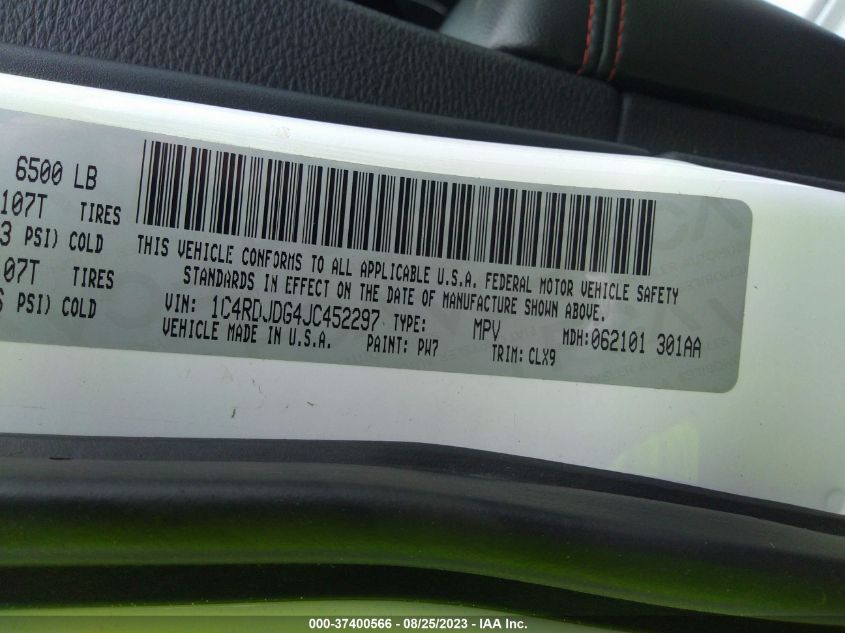 6500 LB
107T TIRES
3 PSI) COLD
07T TIRES
PSI) COLD
THIS VEHICLE CONFORMS TO ALL APPLICABLE U.S.A. FEDERAL MOTOR VEHICLE SAFETY
STANDARDS IN EFFECT ON THE DATE OF MANUFACTURE SHOWN ABOVE.
VIN: 1C4RDJDG4JC452297 TYPE: MPV MDH:062101 301AA
VEHICLE MADE IN U.S.A. PAINT: PW7 TRIM: CLX9
000-37400566 - 08/25/2023 - IAA Inc.